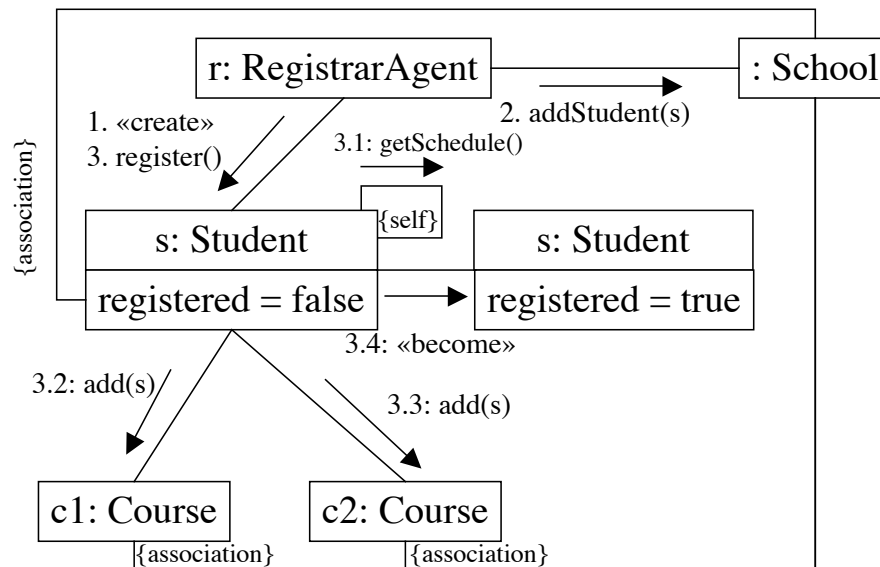 r: RegistrarAgent
: School
1. «create»
3. register()
2. addStudent(s)
3.1: getSchedule()
{association}
{self}
s: Student
s: Student
registered = false
registered = true
3.4: «become»
3.2: add(s)
3.3: add(s)
c1: Course
c2: Course
{association}
{association}